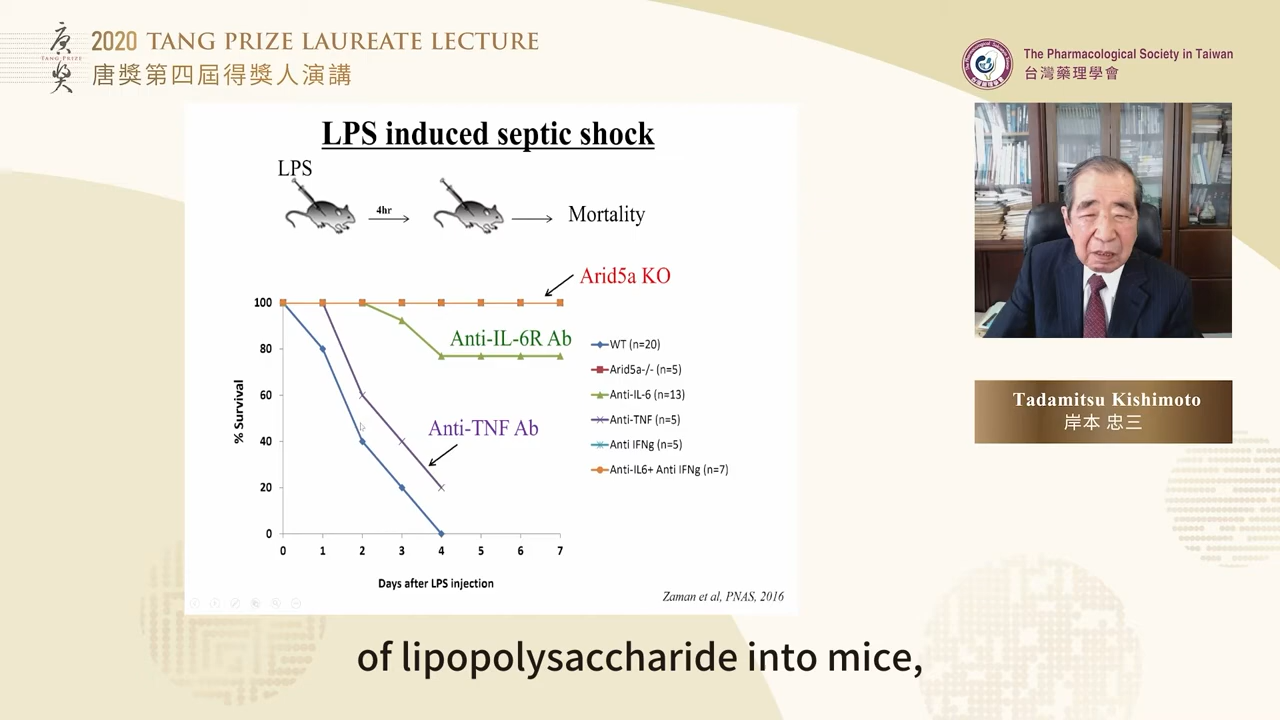 2020 TANG PRIZE LAUREATE LECTURE
唐獎第四屆得獎人演講
唐獎
TANG PRIZE
The Pharmacological Society in Taiwan
台灣藥理學會
LPS induced septic shock
LPS
4hr
Mortality
Arid5a KO
Anti-IL-6R Ab
Anti-TNF Ab
% Survival
100
80
60
40
20
0
0 1 2 3 4 5 6 7
Days after LPS injection
WT (n=20)
Arid5a-/- (n=5)
Anti-IL-6 (n=13)
Anti-TNF (n=5)
Anti IFNg (n=5)
Anti-IL6+ Anti IFNg (n=7)
Zaman et al, PNAS, 2016
Tadamitsu Kishimoto
岸本 忠三
of lipopolysaccharide into mice,